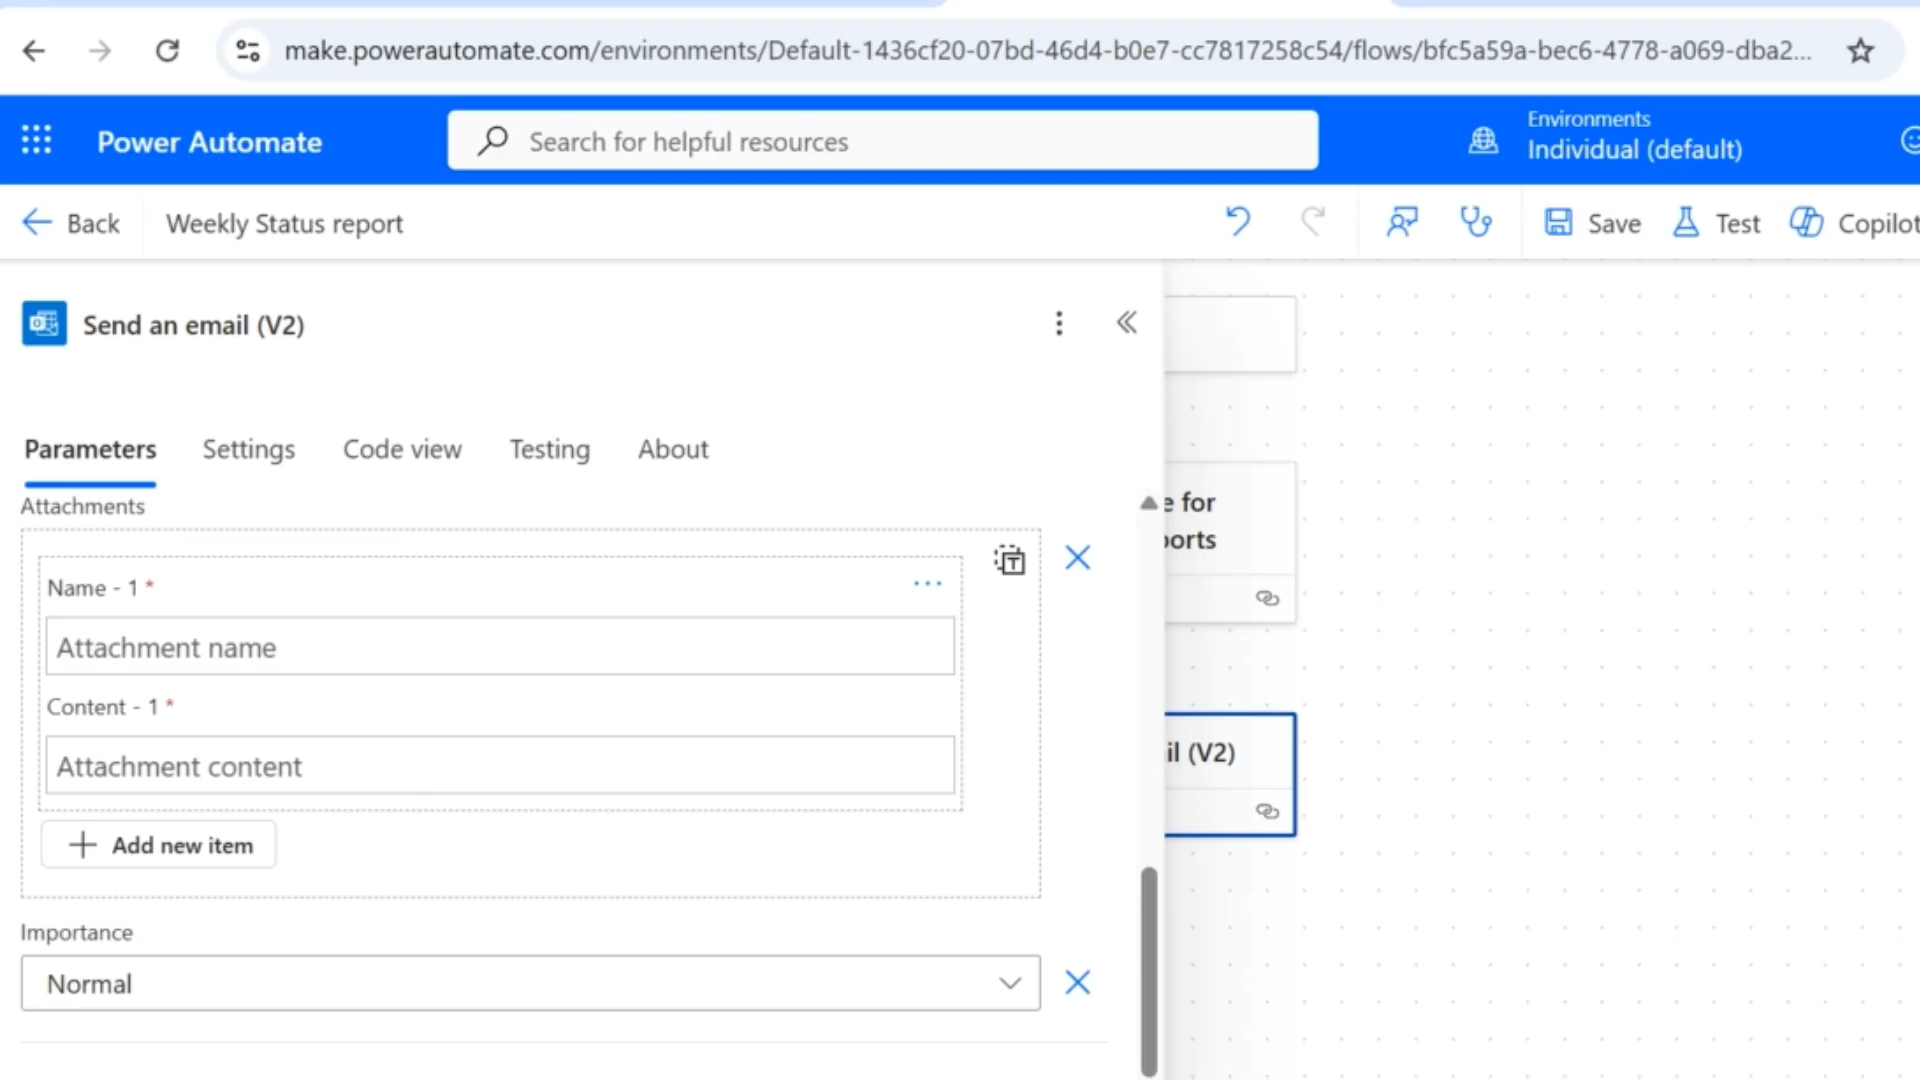 make.powerautomate.com/environments/Default-1436cf20-07bd-46d4-b0e7-cc7817258c54/flows/bfc5a59a-bec6-4778-a069-dba2...
Power Automate
Search for helpful resources
Environments
Individual (default)
Back
Weekly Status report
Save
Test
Copilot
Send an email (V2)
Parameters
Settings
Code view
Testing
About
Attachments
e for
ports
Name - 1 *
Attachment name
Content - 1 *
Attachment content
il (V2)
Add new item
Importance
Normal